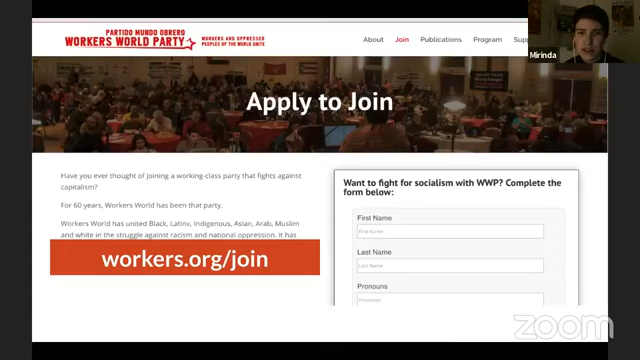 PARTIDO MUNDO OBRERO
WORKERS WORLD PARTY
WORKERS AND OPPRESSED
PEOPLES OF THE WORLD UNITE
About Join Publications Program Supp
Mirinda
Apply to Join
Have you ever thought of joining a working-class party that fights against
capitalism?
For 60 years, Workers World has been that party.
Workers World has united Black, Latinx, Indigenous, Asian, Arab, Muslim
and white in the struggle against racism and national oppression. It has
workers.org/join
Want to fight for socialism with WWP? Complete the
form below:
First Name
First Name
Last Name
Last Name
Pronouns
Pronouns
zoom